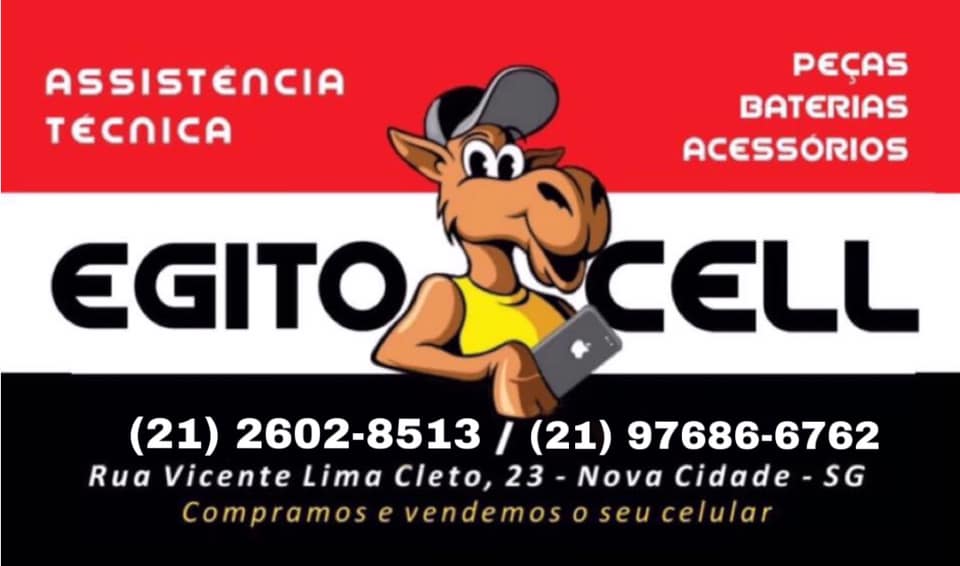 ASSISTÊNCIA
TÉCNICA
PEÇAS
BATERIAS
ACESSÓRIOS
EGITO CELL
(21) 2602-8513 / (21) 97686-6762
Rua Vicente Lima Cleto, 23 - Nova Cidade - SG
Compramos e vendemos o seu celular